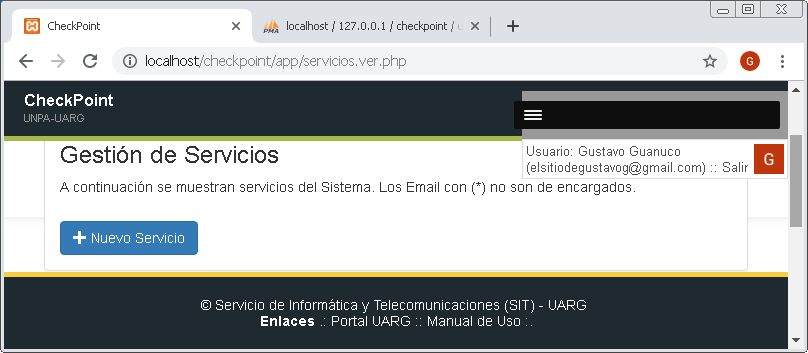 CheckPoint
localhost / 127.0.0.1 / checkpoint / u
localhost/checkpoint/app/servicios.ver.php
G
CheckPoint
UNPA-UARG
Usuario: Gustavo Guanuco
(elsitiodegustavog@gmail.com) :: Salir
G
Gestión de Servicios
A continuación se muestran servicios del Sistema. Los Email con (*) no son de encargados.
Nuevo Servicio
© Servicio de Informática y Telecomunicaciones (SIT) - UARG
Enlaces .: Portal UARG :: Manual de Uso :.